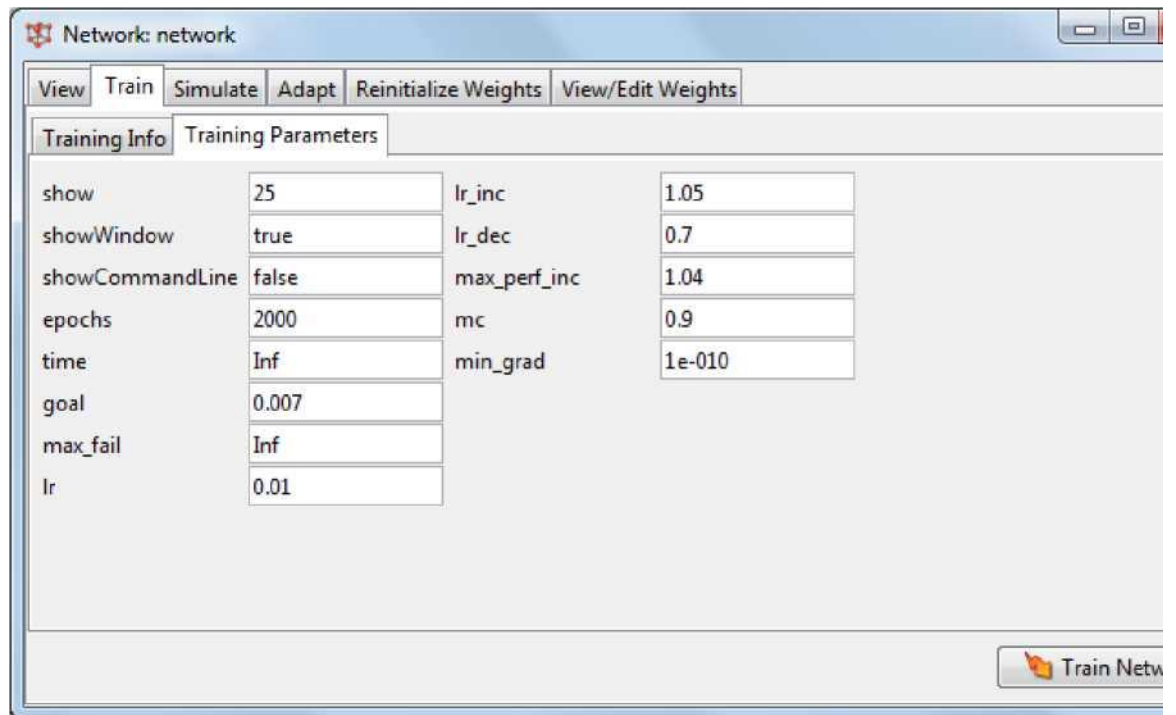 Network: network
View Train Simulate Adapt Reinitialize Weights View/Edit Weights
Training Info Training Parameters
show 25 lr_inc 1.05
showWindow true lr_dec 0.7
showCommandLine false max_perf_inc 1.04
epochs 2000 mc 0.9
time Inf min_grad 1e-010
goal 0.007
max_fail Inf
lr 0.01
Train Netw